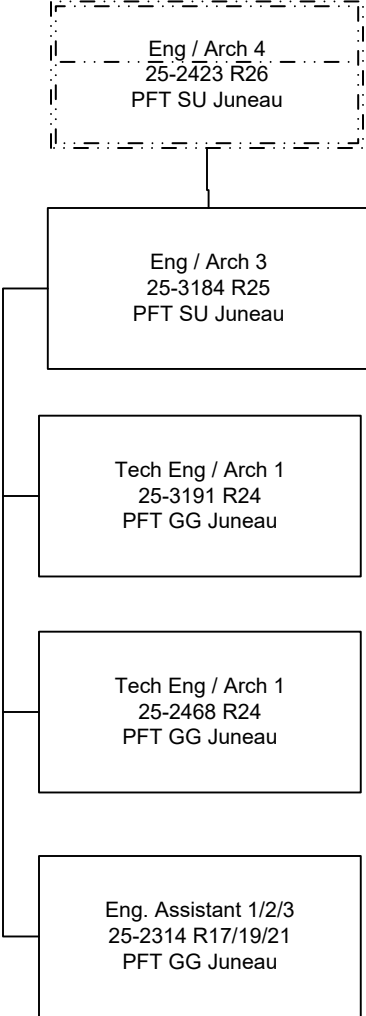 Eng / Arch 4
25-2423 R26
PFT SU Juneau
Eng / Arch 3
25-3184 R25
PFT SU Juneau
Tech Eng / Arch 1
25-3191 R24
PFT GG Juneau
Tech Eng / Arch 1
25-2468 R24
PFT GG Juneau
Eng. Assistant 1/2/3
25-2314 R17/19/21
PFT GG Juneau